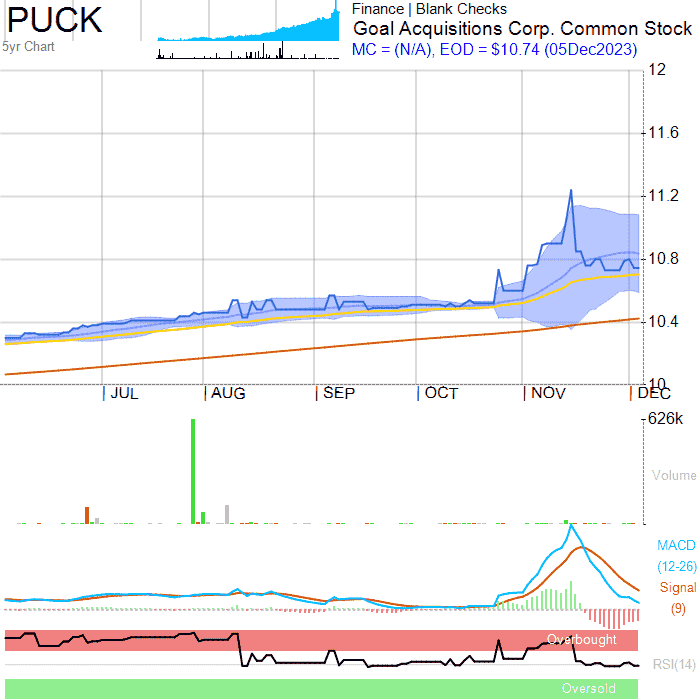 PUCK
5yr Chart
Finance | Blank Checks
Goal Acquisitions Corp. Common Stock
MC = (N/A), EOD = $10.74 (05Dec2023)
12
11.6
11.2
10.8
10.4
10
JUL AUG SEP OCT NOV DEC
626k
Volume
MACD
(12-26)
Signal
(9)
Overbought
RSI(14)
Oversold